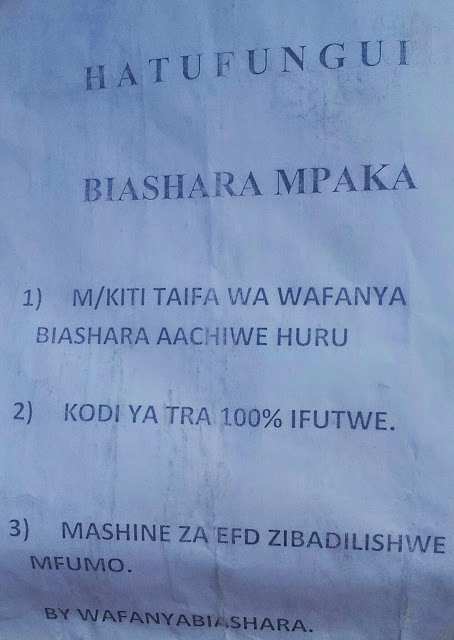 HATUFUNGUI
BIASHARA MPAKA
1) M/KITI TAIFA WA WAFANYA
BIASHARA AACHIWE HURU
2) KODI YA TRA 100% IFUTWE.
3) MASHINE ZA EFD ZIBADILISHWE
MFUMO.
BY WAFANYABIASHARA.